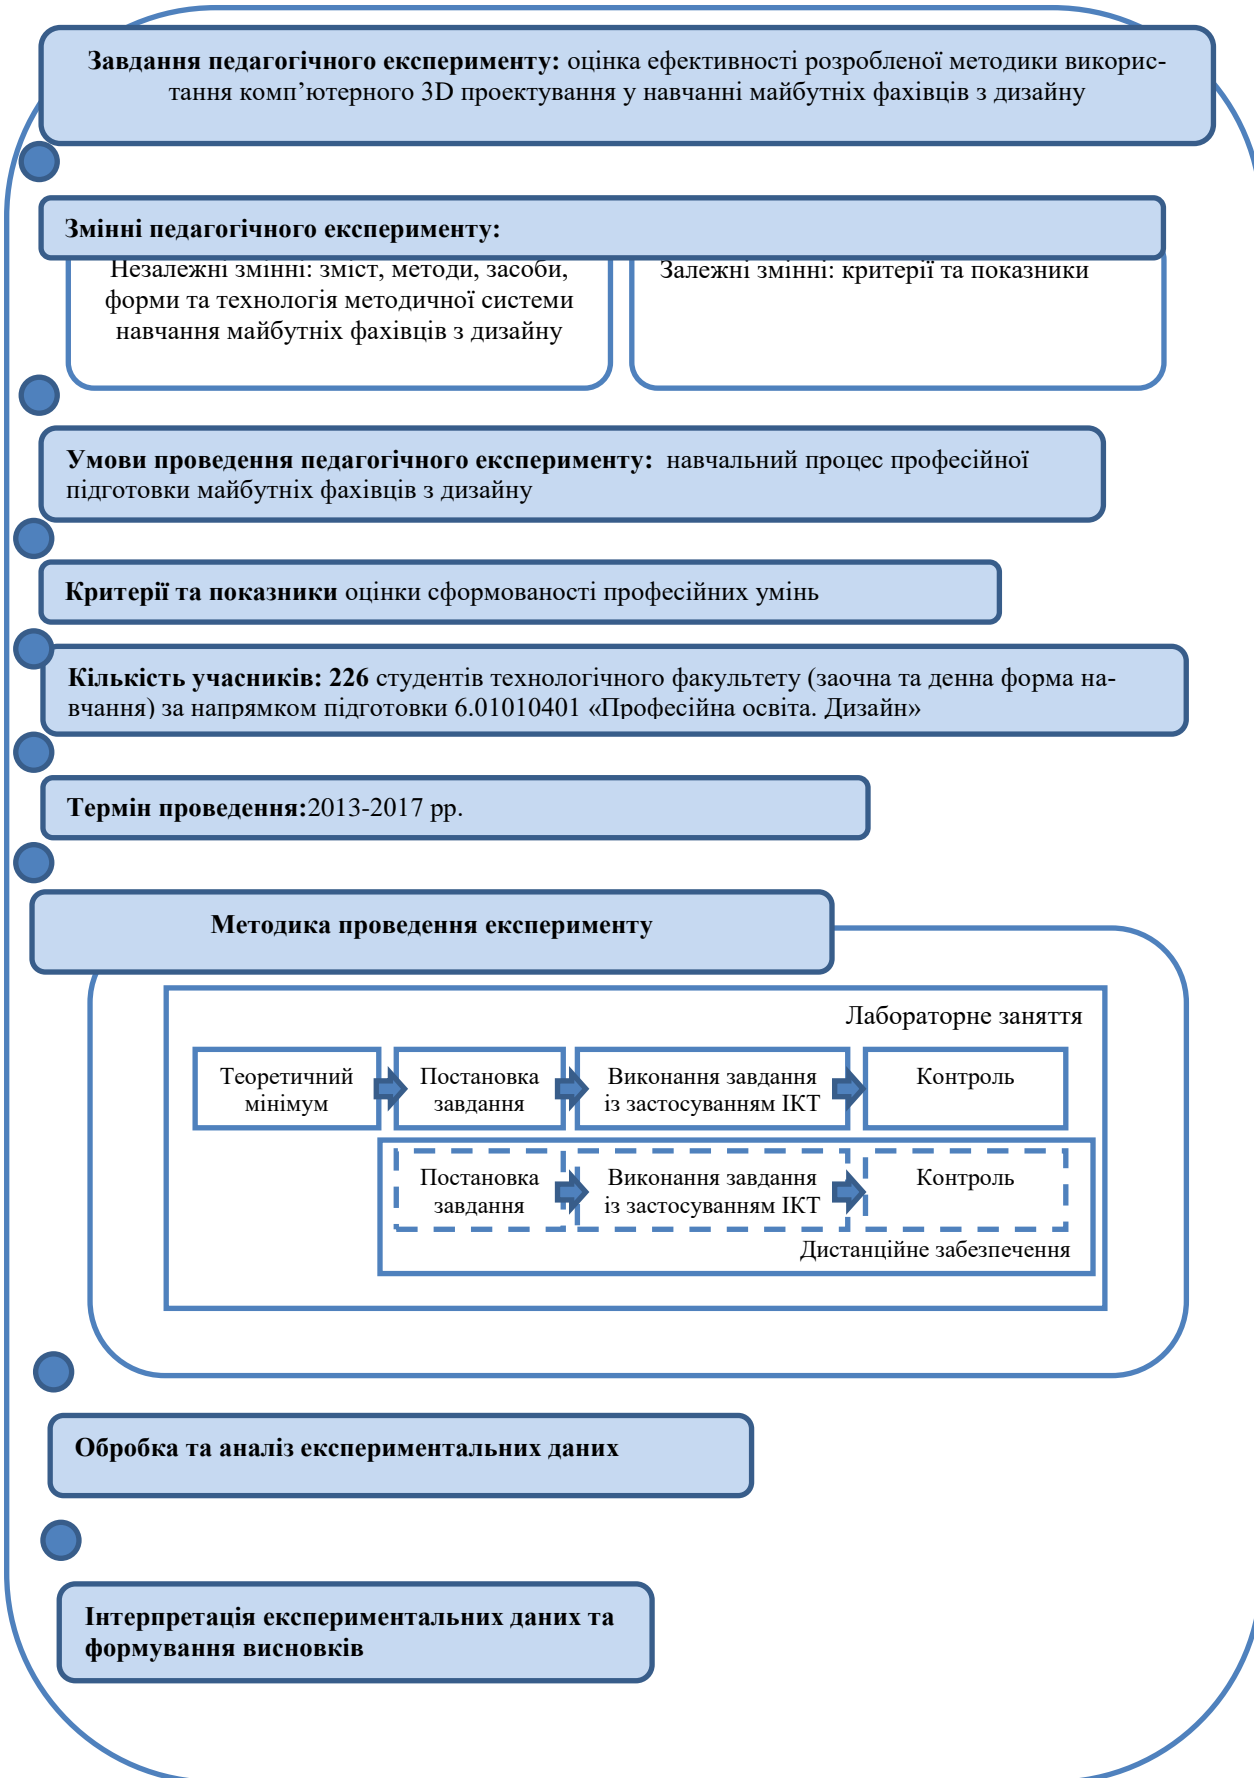 Завдання педагогічного експерименту: оцінка ефективності розробленої методики викорис-
тання комп’ютерного 3D проектування у навчанні майбутніх фахівців з дизайну
Змінні педагогічного експерименту:
Незалежні змінні: зміст, методи, засоби,
форми та технологія методичної системи
навчання майбутніх фахівців з дизайну
Залежні змінні: критерії та показники
Умови проведення педагогічного експерименту: навчальний процес професійної
підготовки майбутніх фахівців з дизайну
Критерії та показники оцінки сформованості професійних умінь
Кількість учасників: 226 студентів технологічного факультету (заочна та денна форма на-
вчання) за напрямком підготовки 6.01010401 «Професійна освіта. Дизайн»
Термін проведення:2013-2017 рр.
Методика проведення експерименту
Лабораторне заняття
Теоретичний
мінімум
Постановка
завдання
Виконання завдання
із застосуванням ІКТ
Контроль
Постановка
завдання
Виконання завдання
із застосуванням ІКТ
Контроль
Дистанційне забезпечення
Обробка та аналіз експериментальних даних
Інтерпретація експериментальних даних та
формування висновків